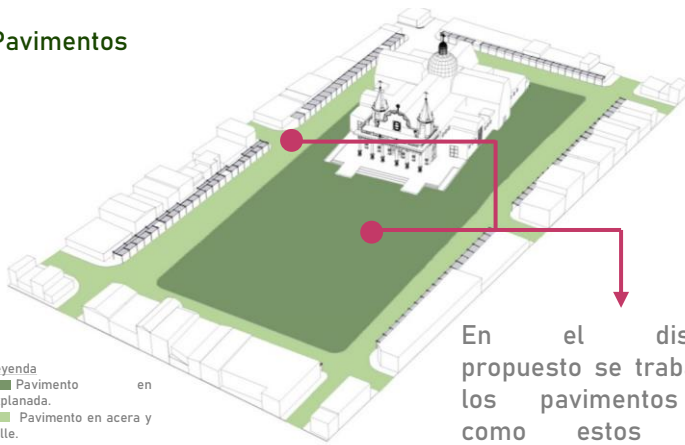 Pavimentos
En el dis
propuesto se trab
los pavimentos
como estos
eyenda
Pavimento en
planada.
Pavimento en acera y
lle.